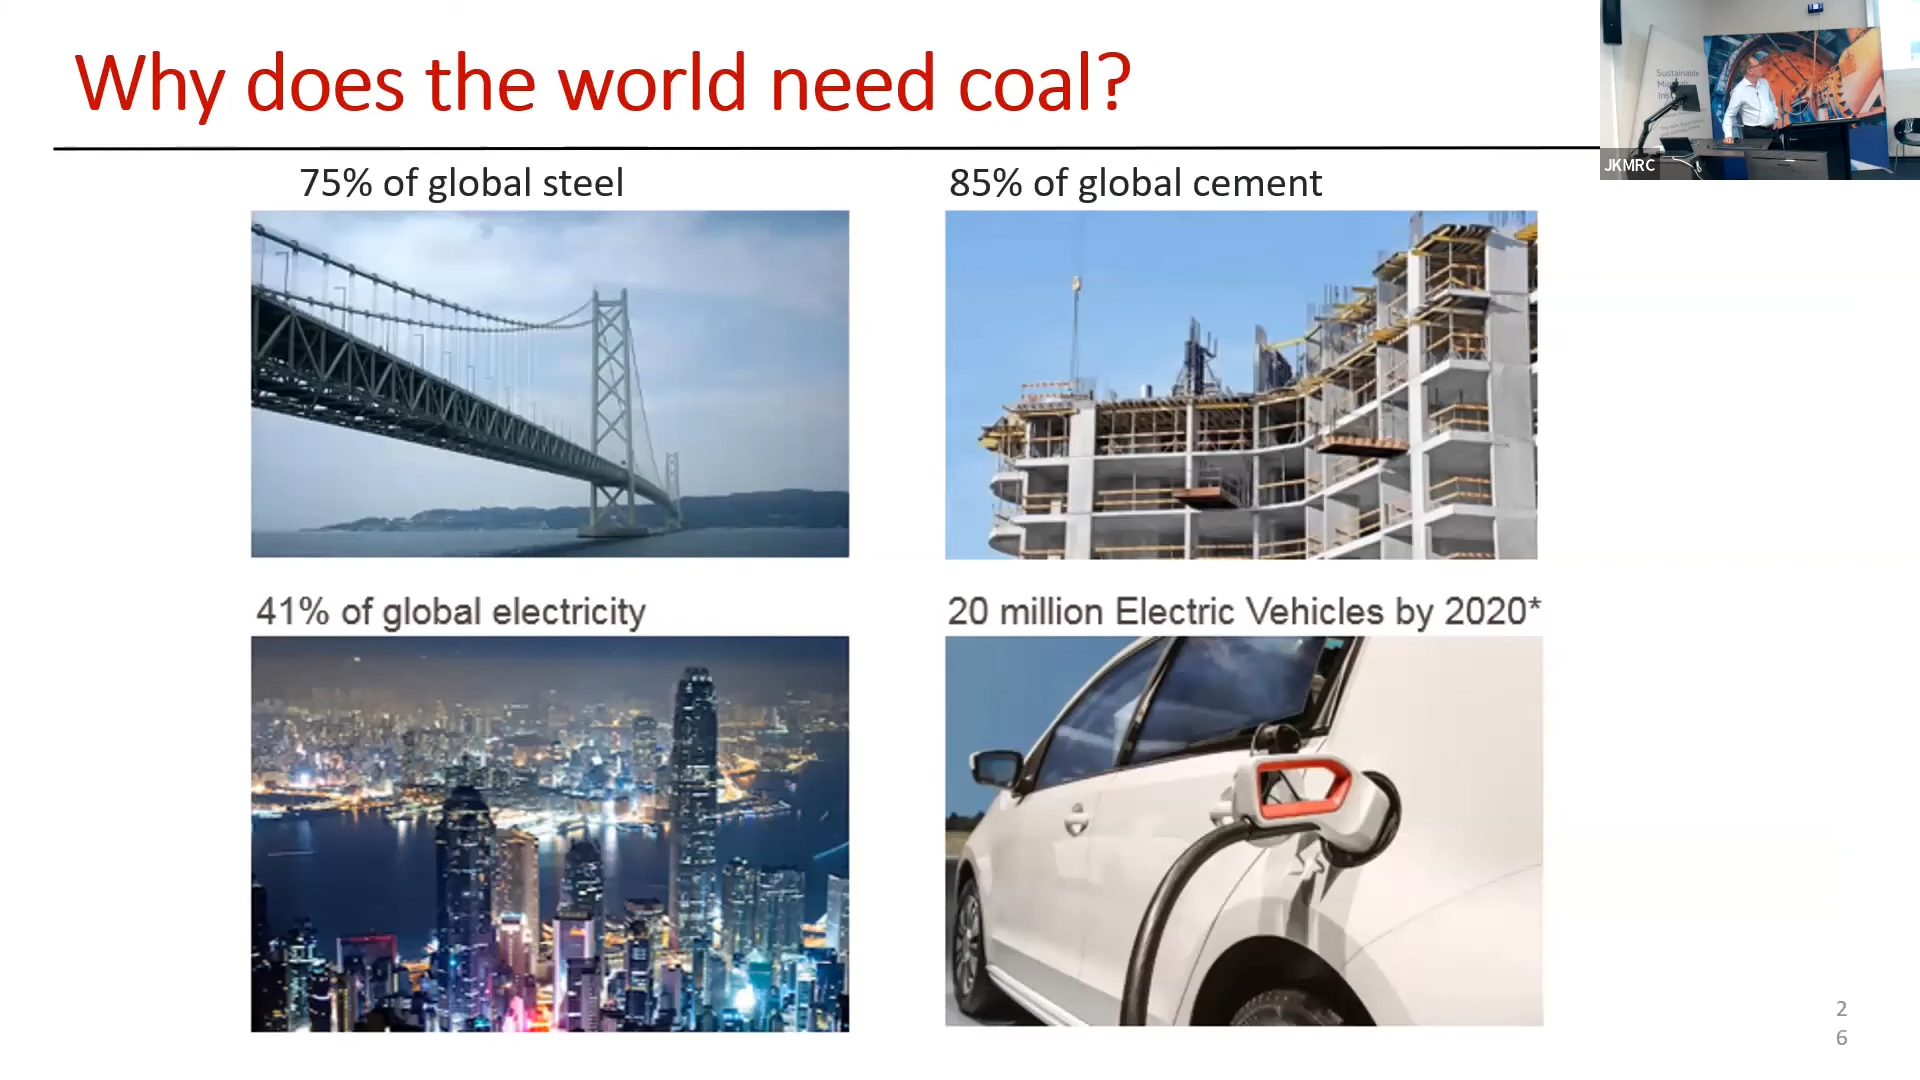 Why does the world need coal?
75% of global steel
85% of global cement
41% of global electricity
20 million Electric Vehicles by 2020*
Sustainable
JKMRC
2
6